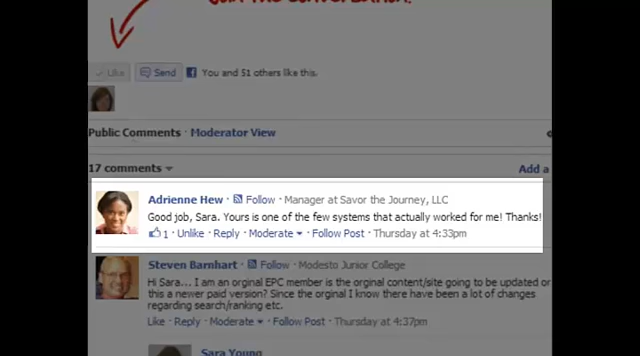 JOIN THE CONVERSATION!
Like Send You and 51 others like this.
Public Comments · Moderator View
17 comments
Add a
Adrienne Hew · Follow · Manager at Savor the Journey, LLC
Good job, Sara. Yours is one of the few systems that actually worked for me! Thanks!
1 · Unlike · Reply · Moderate · Follow Post · Thursday at 4:33pm
Steven Barnhart · Follow · Modesto Junior College
Hi Sara... I am an orginal EPC member is the orginal content/site going to be updated or
this a newer paid version? Since the orginal I know there have been a lot of changes
regarding search/ranking etc.
Like · Reply · Moderate · Follow Post · Thursday at 4:37pm
Sara Young